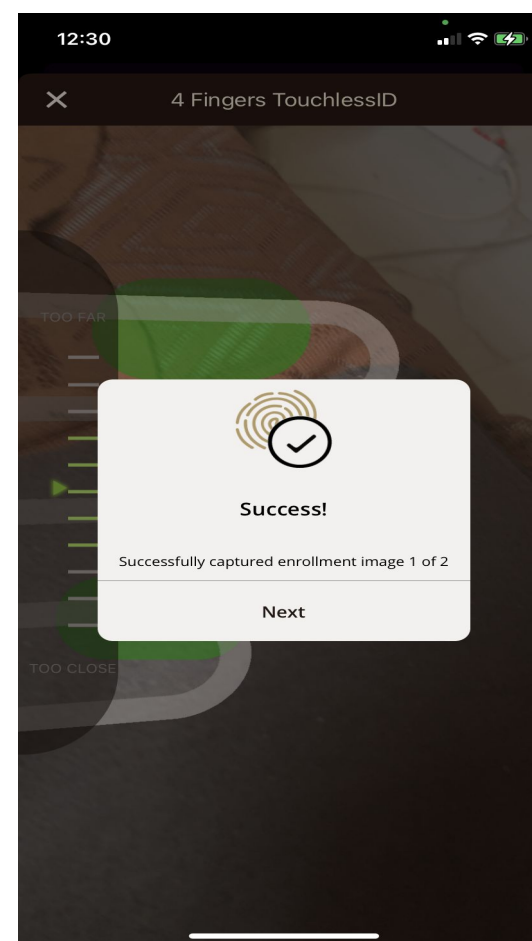 12:30
4 Fingers TouchlessID
TOO FAR
Success!
Successfully captured enrollment image 1 of 2
Next
TOO CLOSE